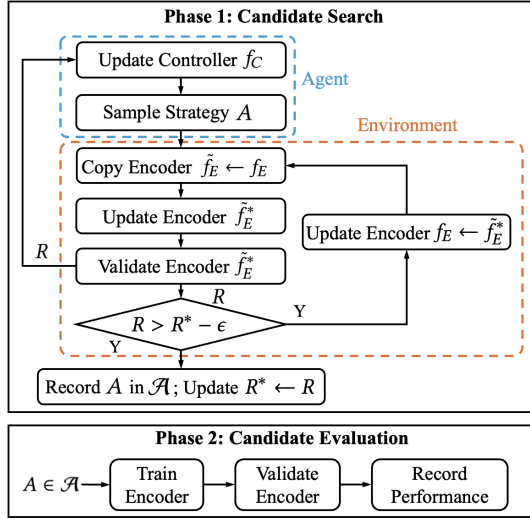 Phase 1: Candidate Search
Update Controller f_C
Agent
Sample Strategy A
Environment
Copy Encoder f̃_E ← f_E
Update Encoder f̃_E^*
Update Encoder f_E ← f̃_E^*
R
Validate Encoder f̃_E^*
R
Y
R > R^* − ϵ
Y
Record A in 𝒜; Update R^* ← R
Phase 2: Candidate Evaluation
A ∈ 𝒜
Train
Encoder
Validate
Encoder
Record
Performance